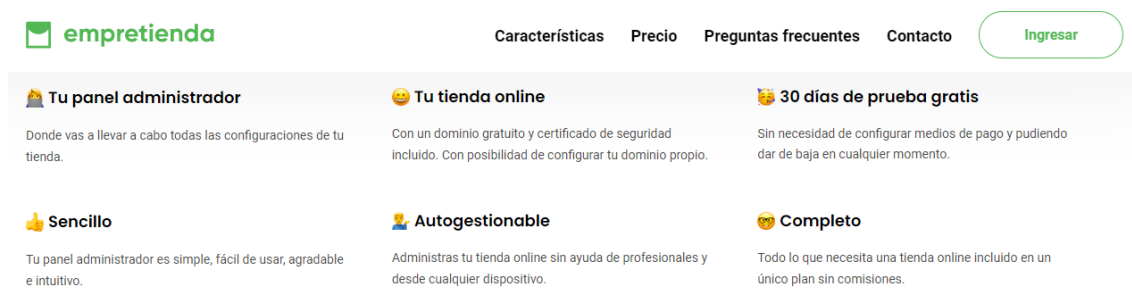 empretienda
Características Precio Preguntas frecuentes Contacto Ingresar
Tu panel administrador
Donde vas a llevar a cabo todas las configuraciones de tu
tienda.
Tu tienda online
Con un dominio gratuito y certificado de seguridad
incluido. Con posibilidad de configurar tu dominio propio.
30 días de prueba gratis
Sin necesidad de configurar medios de pago y pudiendo
dar de baja en cualquier momento.
Sencillo
Tu panel administrador es simple, fácil de usar, agradable
e intuitivo.
Autogestionable
Administras tu tienda online sin ayuda de profesionales y
desde cualquier dispositivo.
Completo
Todo lo que necesita una tienda online incluido en un
único plan sin comisiones.